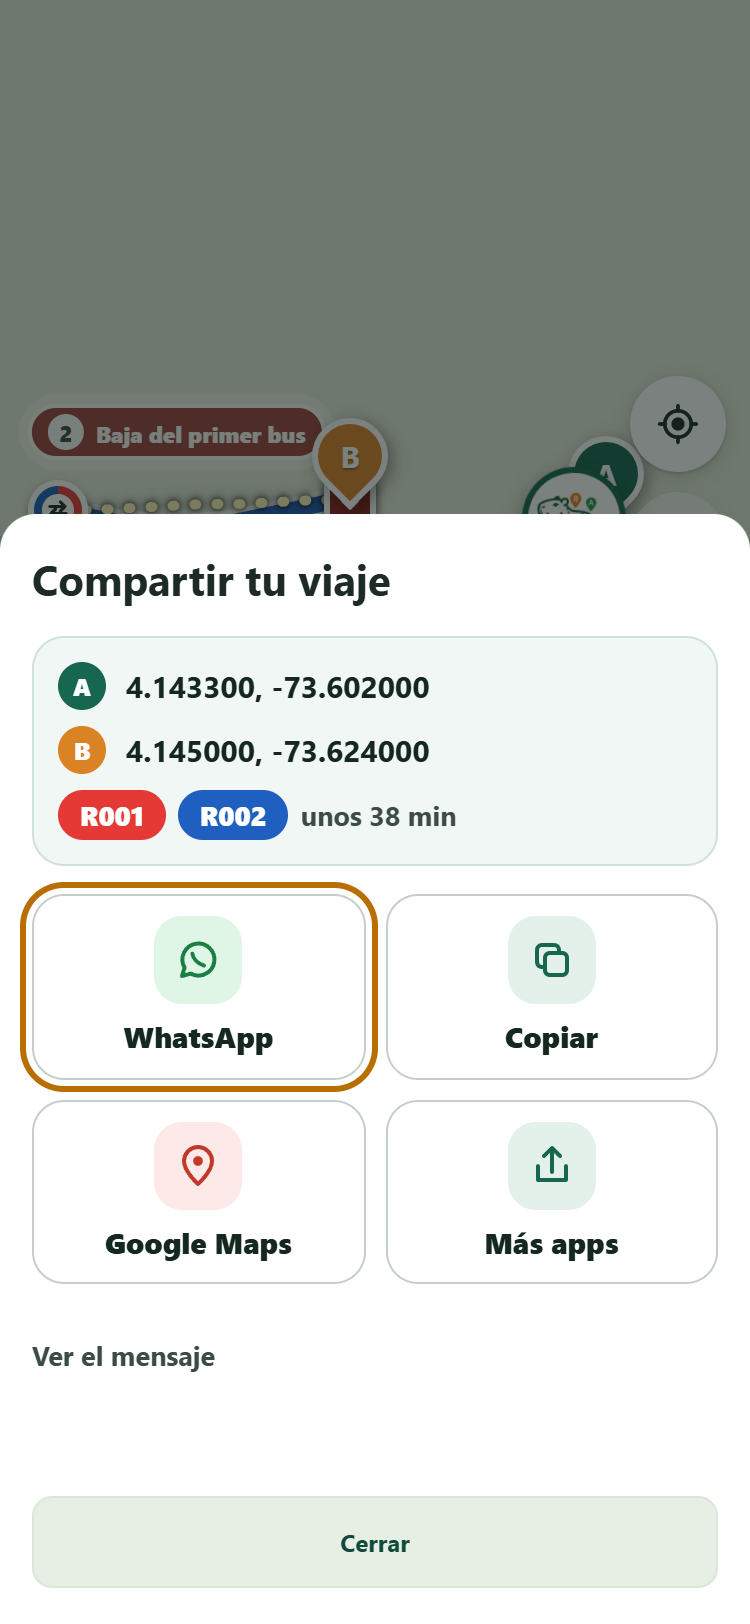 2 Baja del primer bus
B
A
Compartir tu viaje
A 4.143300, -73.602000
B 4.145000, -73.624000
R001 R002 unos 38 min
WhatsApp
Copiar
Google Maps
Más apps
Ver el mensaje
Cerrar